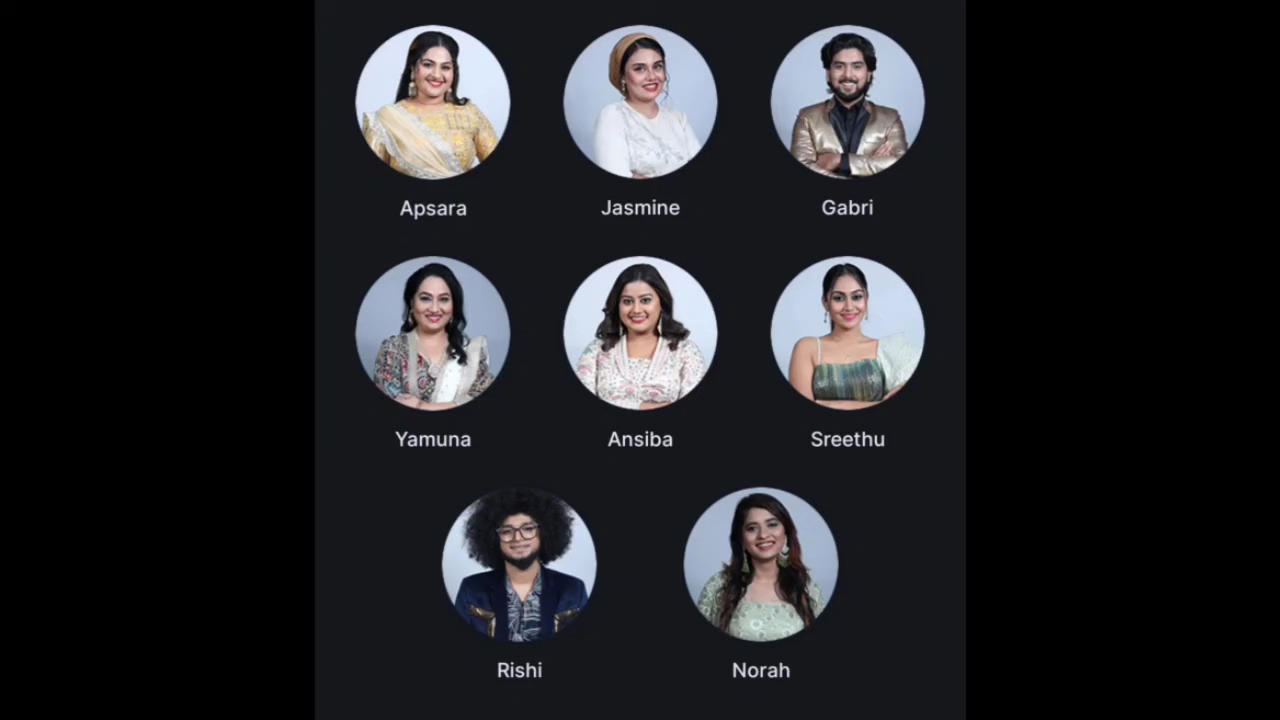 Apsara
Jasmine
Gabri
Yamuna
Ansiba
Sreethu
Rishi
Norah